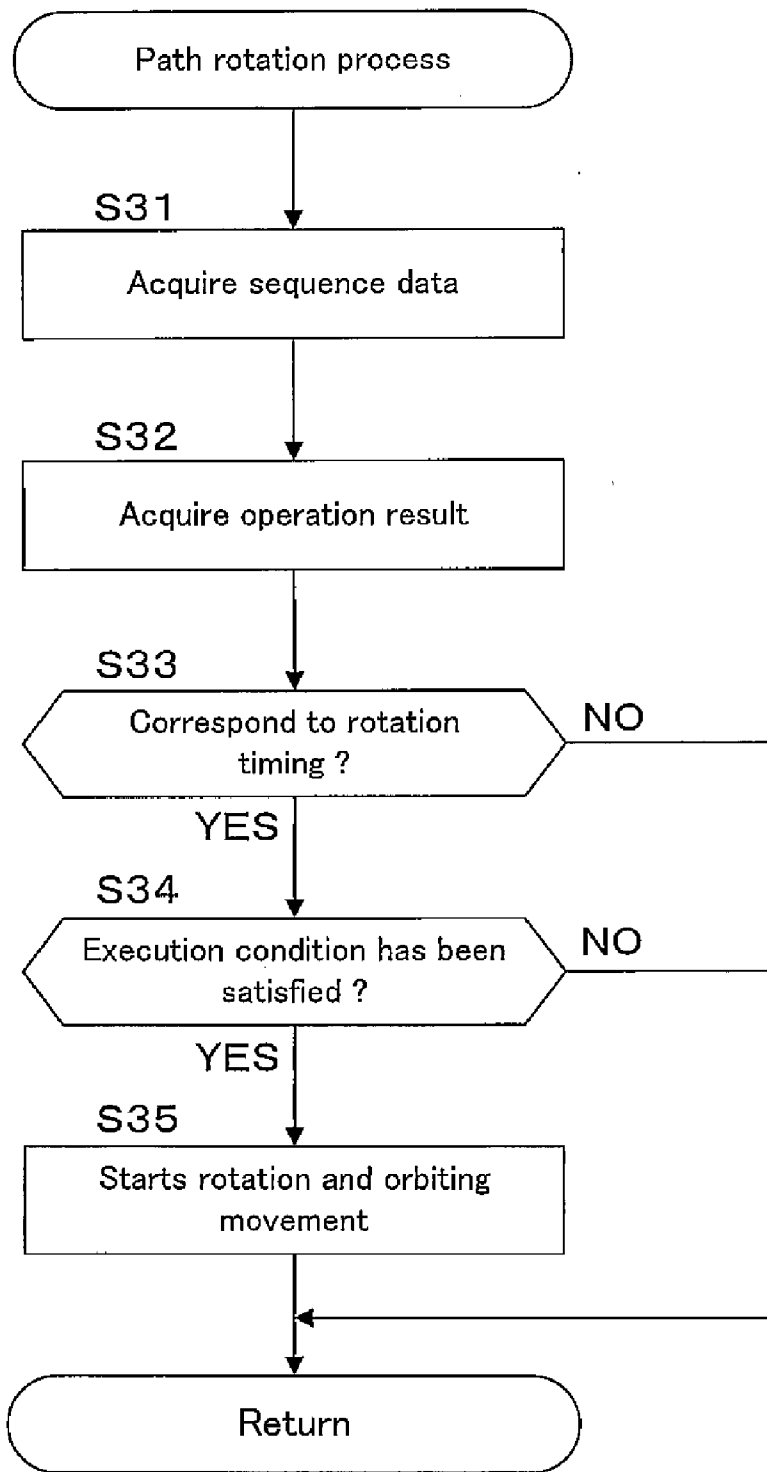 Path rotation process
S31
Acquire sequence data
S32
Acquire operation result
S33
Correspond to rotation
timing ?
NO
YES
S34
Execution condition has been
satisfied ?
NO
YES
S35
Starts rotation and orbiting
movement
Return